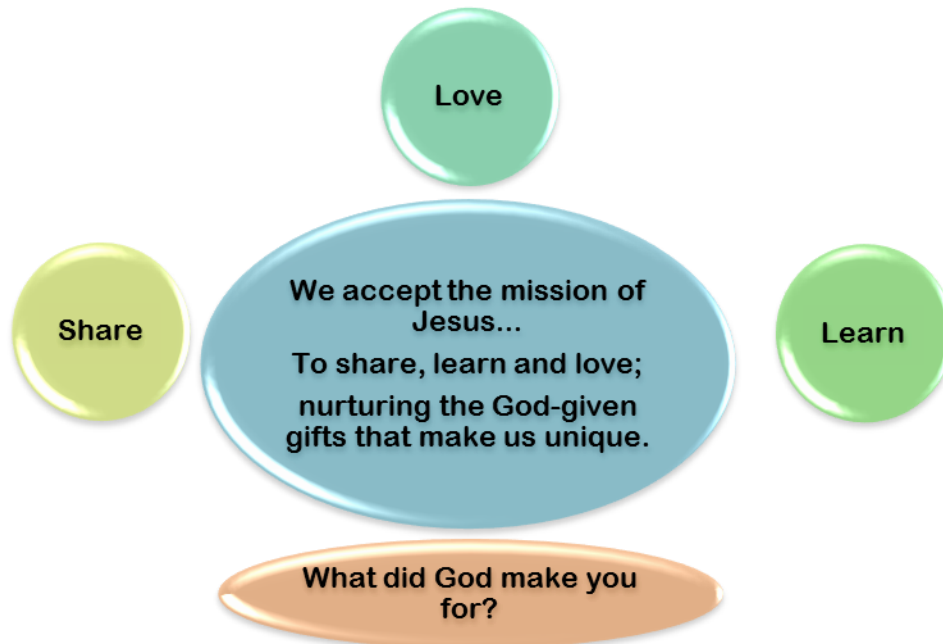 Love
Share
We accept the mission of
Jesus...
To share, learn and love;
nurturing the God-given
gifts that make us unique.
Learn
What did God make you
for?